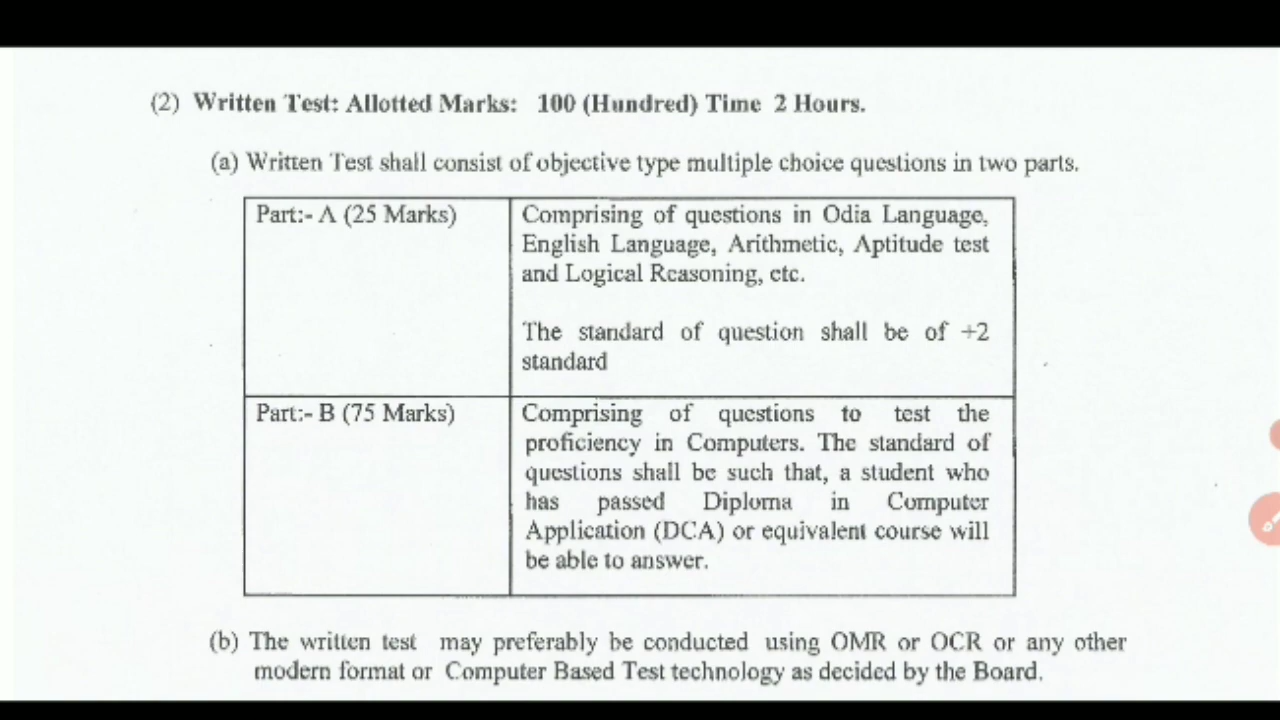 (2) Written Test: Allotted Marks: 100 (Hundred) Time 2 Hours.
(a) Written Test shall consist of objective type multiple choice questions in two parts.
Part:- A (25 Marks)
Comprising of questions in Odia Language,
English Language, Arithmetic, Aptitude test
and Logical Reasoning, etc.
The standard of question shall be of +2
standard
Part:- B (75 Marks)
Comprising of questions to test the
proficiency in Computers. The standard of
questions shall be such that, a student who
has passed Diploma in Computer
Application (DCA) or equivalent course will
be able to answer.
(b) The written test may preferably be conducted using OMR or OCR or any other
modern format or Computer Based Test technology as decided by the Board.